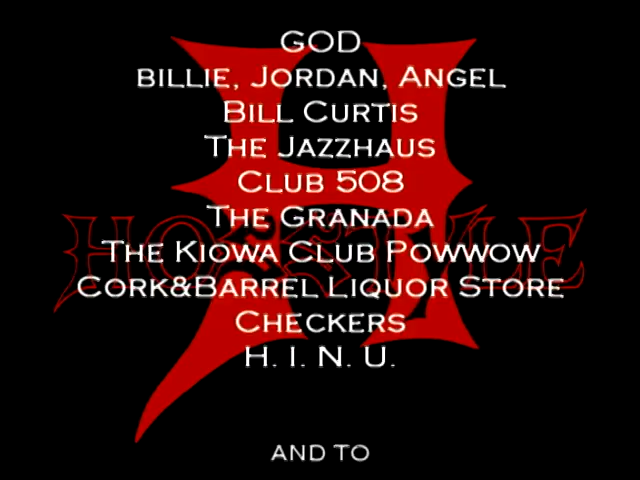 GOD
BILLIE, JORDAN, ANGEL
BILL CURTIS
THE JAZZHAUS
CLUB 508
THE GRANADA
THE KIOWA CLUB POWWOW
CORK&BARREL LIQUOR STORE
CHECKERS
H. I. N. U.
AND TO